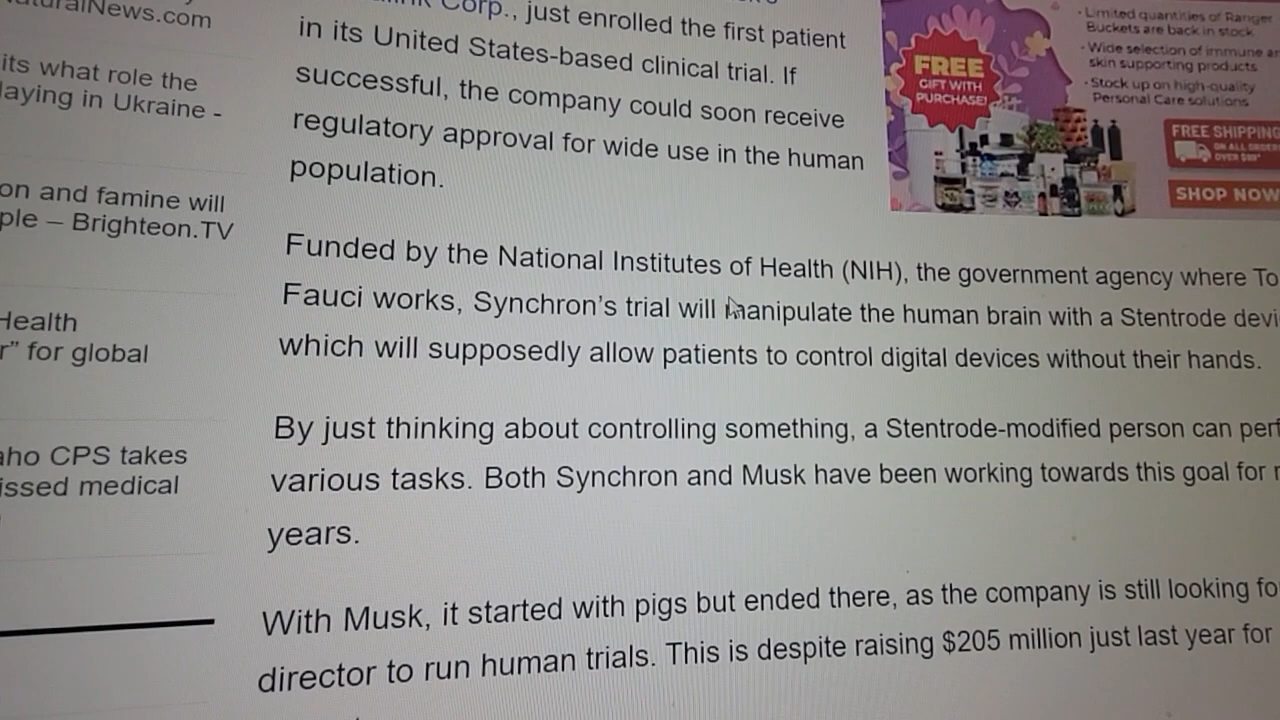 NaturalNews.com
its what role the
laying in Ukraine -
on and famine will
ple – Brighteon.TV
Health
r” for global
aho CPS takes
issed medical
Corp., just enrolled the first patient
in its United States-based clinical trial. If
successful, the company could soon receive
regulatory approval for wide use in the human
population.
Funded by the National Institutes of Health (NIH), the government agency where To
Fauci works, Synchron’s trial will manipulate the human brain with a Stentrode devi
which will supposedly allow patients to control digital devices without their hands.
By just thinking about controlling something, a Stentrode-modified person can perf
various tasks. Both Synchron and Musk have been working towards this goal for
years.
With Musk, it started with pigs but ended there, as the company is still looking fo
director to run human trials. This is despite raising $205 million just last year for
FREE
GIFT WITH
PURCHASE!
· Limited quantities of Ranger
Buckets are back in stock
· Wide selection of immune an
skin supporting products
· Stock up on high-quality
Personal Care solutions
FREE SHIPPING
ON ALL ORDER
OVER $99*
SHOP NOW